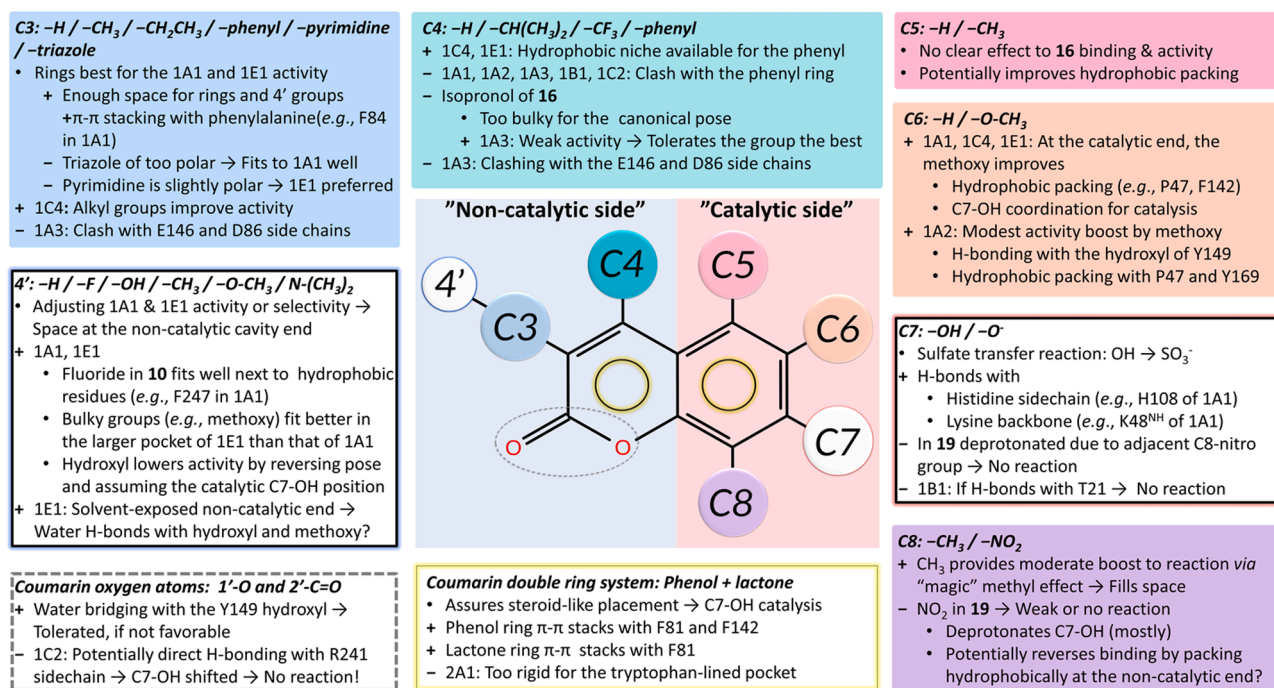 C3: –H / –CH3 / –CH2CH3 / –phenyl / –pyrimidine
/ –triazole
• Rings best for the 1A1 and 1E1 activity
+ Enough space for rings and 4’ groups
+π-π stacking with phenylalanine(e.g., F84
in 1A1)
– Triazole of too polar → Fits to 1A1 well
– Pyrimidine is slightly polar → 1E1 preferred
+ 1C4: Alkyl groups improve activity
– 1A3: Clash with E146 and D86 side chains
4’: –H / –F / –OH / –CH3 / –O-CH3 / N-(CH3)2
• Adjusting 1A1 & 1E1 activity or selectivity →
Space at the non-catalytic cavity end
+ 1A1, 1E1
• Fluoride in 10 fits well next to hydrophobic
residues (e.g., F247 in 1A1)
• Bulky groups (e.g., methoxy) fit better in
the larger pocket of 1E1 than that of 1A1
• Hydroxyl lowers activity by reversing pose
and assuming the catalytic C7-OH position
+ 1E1: Solvent-exposed non-catalytic end →
Water H-bonds with hydroxyl and methoxy?
Coumarin oxygen atoms: 1’-O and 2’-C=O
+ Water bridging with the Y149 hydroxyl →
Tolerated, if not favorable
– 1C2: Potentially direct H-bonding with R241
sidechain → C7-OH shifted → No reaction!
C4: –H / –CH(CH3)2 / –CF3 / –phenyl
+ 1C4, 1E1: Hydrophobic niche available for the phenyl
– 1A1, 1A2, 1A3, 1B1, 1C2: Clash with the phenyl ring
– Isopronol of 16
• Too bulky for the canonical pose
+ 1A3: Weak activity → Tolerates the group the best
– 1A3: Clashing with the E146 and D86 side chains
”Non-catalytic side” ”Catalytic side”
4’
C3
C4
C5
C6
C7
C8
O
O
Coumarin double ring system: Phenol + lactone
• Assures steroid-like placement → C7-OH catalysis
+ Phenol ring π-π stacks with F81 and F142
+ Lactone ring π-π stacks with F81
– 2A1: Too rigid for the tryptophan-lined pocket
C5: –H / –CH3
• No clear effect to 16 binding & activity
• Potentially improves hydrophobic packing
C6: –H / –O-CH3
+ 1A1, 1C4, 1E1: At the catalytic end, the
methoxy improves
• Hydrophobic packing (e.g., P47, F142)
• C7-OH coordination for catalysis
+ 1A2: Modest activity boost by methoxy
• H-bonding with the hydroxyl of Y149
• Hydrophobic packing with P47 and Y169
C7: –OH / –O-
• Sulfate transfer reaction: OH → SO3-
+ H-bonds with
• Histidine sidechain (e.g., H108 of 1A1)
• Lysine backbone (e.g., K48NH of 1A1)
– In 19 deprotonated due to adjacent C8-nitro
group → No reaction
– 1B1: If H-bonds with T21 → No reaction
C8: –CH3 / –NO2
+ CH3 provides moderate boost to reaction via
“magic” methyl effect → Fills space
– NO2 in 19 → Weak or no reaction
• Deprotonates C7-OH (mostly)
• Potentially reverses binding by packing
hydrophobically at the non-catalytic end?